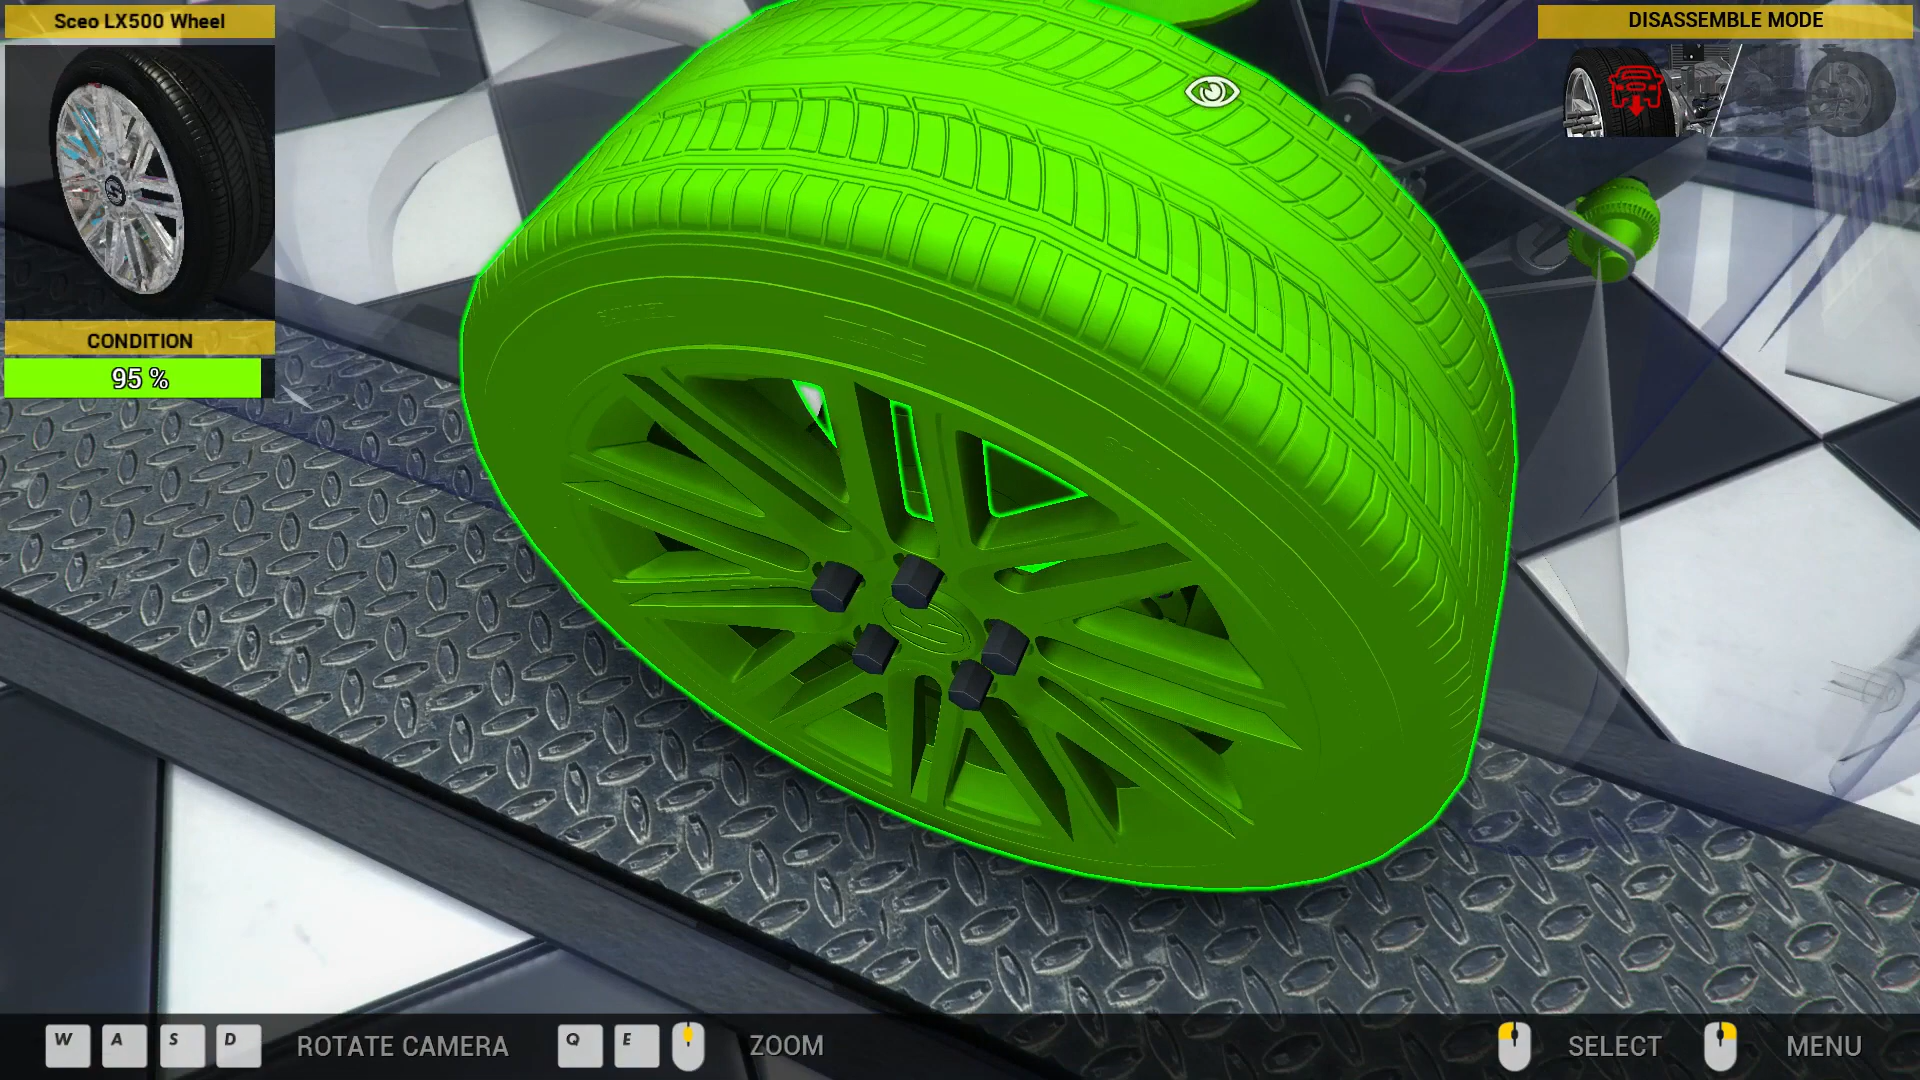 Sceo LX500 Wheel
DISASSEMBLE MODE
CONDITION
95 %
W A S D ROTATE CAMERA Q E ZOOM SELECT MENU